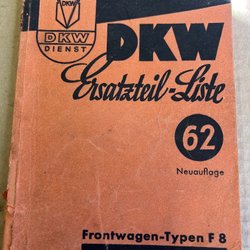 DKW
DKW
DIENST
DKW
Ersatzteil-Liste
62
Neuauflage
Frontwagen-Typen F 8